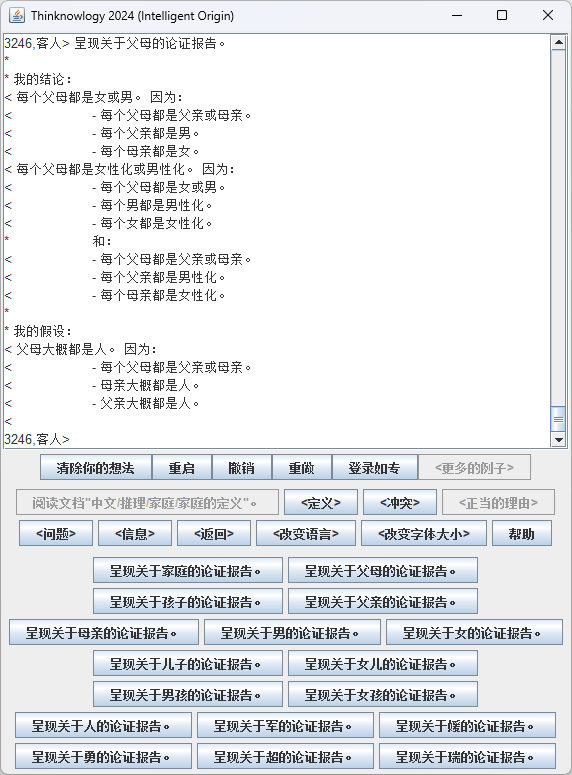 Thinknowlogy 2024 (Intelligent Origin)
3246,客人> 呈现关于父母的论证报告。
*
* 我的结论：
< 每个父母都是女或男。 因为：
< - 每个父母都是父亲或母亲。
< - 每个父亲都是男。
< - 每个母亲都是女。
< 每个父母都是女性化或男性化。 因为：
< - 每个父母都是女或男。
< - 每个男都是男性化。
< - 每个女都是女性化。
* 和：
< - 每个父母都是父亲或母亲。
< - 每个父亲都是男性化。
< - 每个母亲都是女性化。
*
* 我的假设：
< 父母大概都是人。 因为：
< - 每个父母都是父亲或母亲。
< - 母亲大概都是人。
< - 父亲大概都是人。
<
3246,客人>
清除你的想法 重启 撤销 重做 登录如专 <更多的例子>
阅读文档"中文/推理/家庭/家庭的定义"。 <定义> <冲突> <正当的理由>
<问题> <信息> <返回> <改变语言> <改变字体大小> 帮助
呈现关于家庭的论证报告。 呈现关于父母的论证报告。
呈现关于孩子的论证报告。 呈现关于父亲的论证报告。
呈现关于母亲的论证报告。 呈现关于男的论证报告。 呈现关于女的论证报告。
呈现关于儿子的论证报告。 呈现关于女儿的论证报告。
呈现关于男孩的论证报告。 呈现关于女孩的论证报告。
呈现关于人的论证报告。 呈现关于军的论证报告。 呈现关于媛的论证报告。
呈现关于勇的论证报告。 呈现关于超的论证报告。 呈现关于瑞的论证报告。